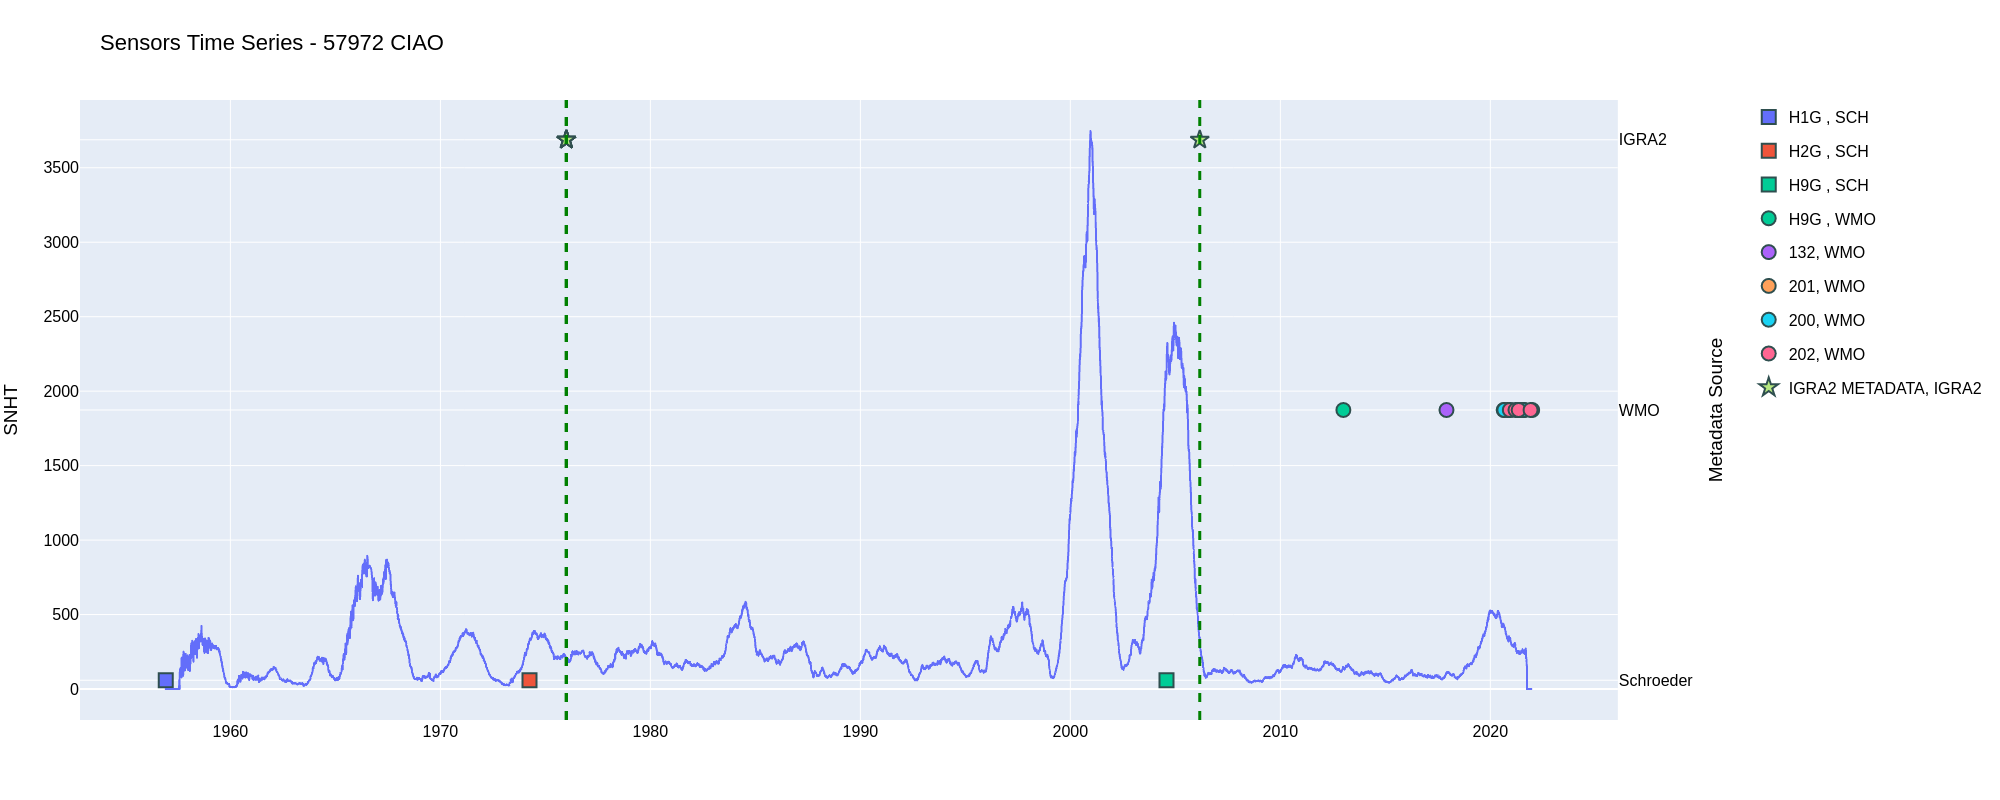 Sensors Time Series - 57972 CIAO
SNHT
3500
3000
2500
2000
1500
1000
500
0
1960
1970
1980
1990
2000
2010
2020
IGRA2
WMO
Schroeder
Metadata Source
H1G , SCH
H2G , SCH
H9G , SCH
H9G , WMO
132, WMO
201, WMO
200, WMO
202, WMO
IGRA2 METADATA, IGRA2